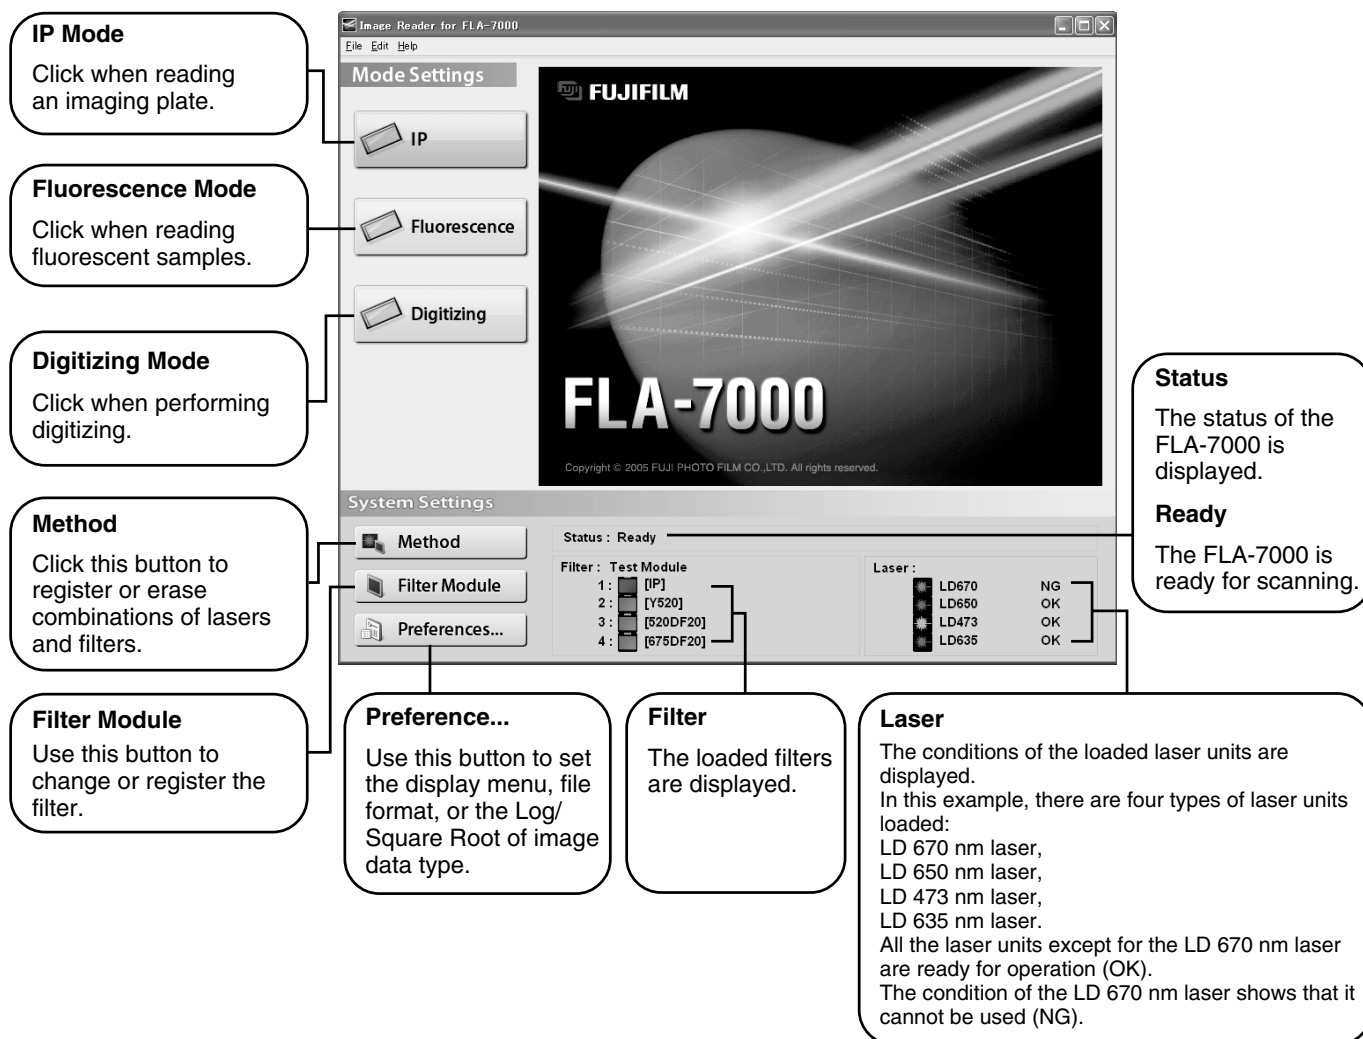 IP Mode
Click when reading
an imaging plate.
Fluorescence Mode
Click when reading
fluorescent samples.
Digitizing Mode
Click when performing
digitizing.
Method
Click this button to
register or erase
combinations of lasers
and filters.
Filter Module
Use this button to
change or register the
filter.
Image Reader for FLA-7000
File Edit Help
Mode Settings
IP
Fluorescence
Digitizing
FUJI FUJIFILM
FLA-7000
Copyright © 2005 FUJI PHOTO FILM CO.,LTD. All rights reserved.
System Settings
Method
Filter Module
Preferences...
Status : Ready
Filter : Test Module
1 : [IP]
2 : [Y520]
3 : [520DF20]
4 : [675DF20]
Laser :
LD670 NG
LD650 OK
LD473 OK
LD635 OK
Status
The status of the
FLA-7000 is
displayed.
Ready
The FLA-7000 is
ready for scanning.
Preference...
Use this button to set
the display menu, file
format, or the Log/
Square Root of image
data type.
Filter
The loaded filters
are displayed.
Laser
The conditions of the loaded laser units are
displayed.
In this example, there are four types of laser units
loaded:
LD 670 nm laser,
LD 650 nm laser,
LD 473 nm laser,
LD 635 nm laser.
All the laser units except for the LD 670 nm laser
are ready for operation (OK).
The condition of the LD 670 nm laser shows that it
cannot be used (NG).